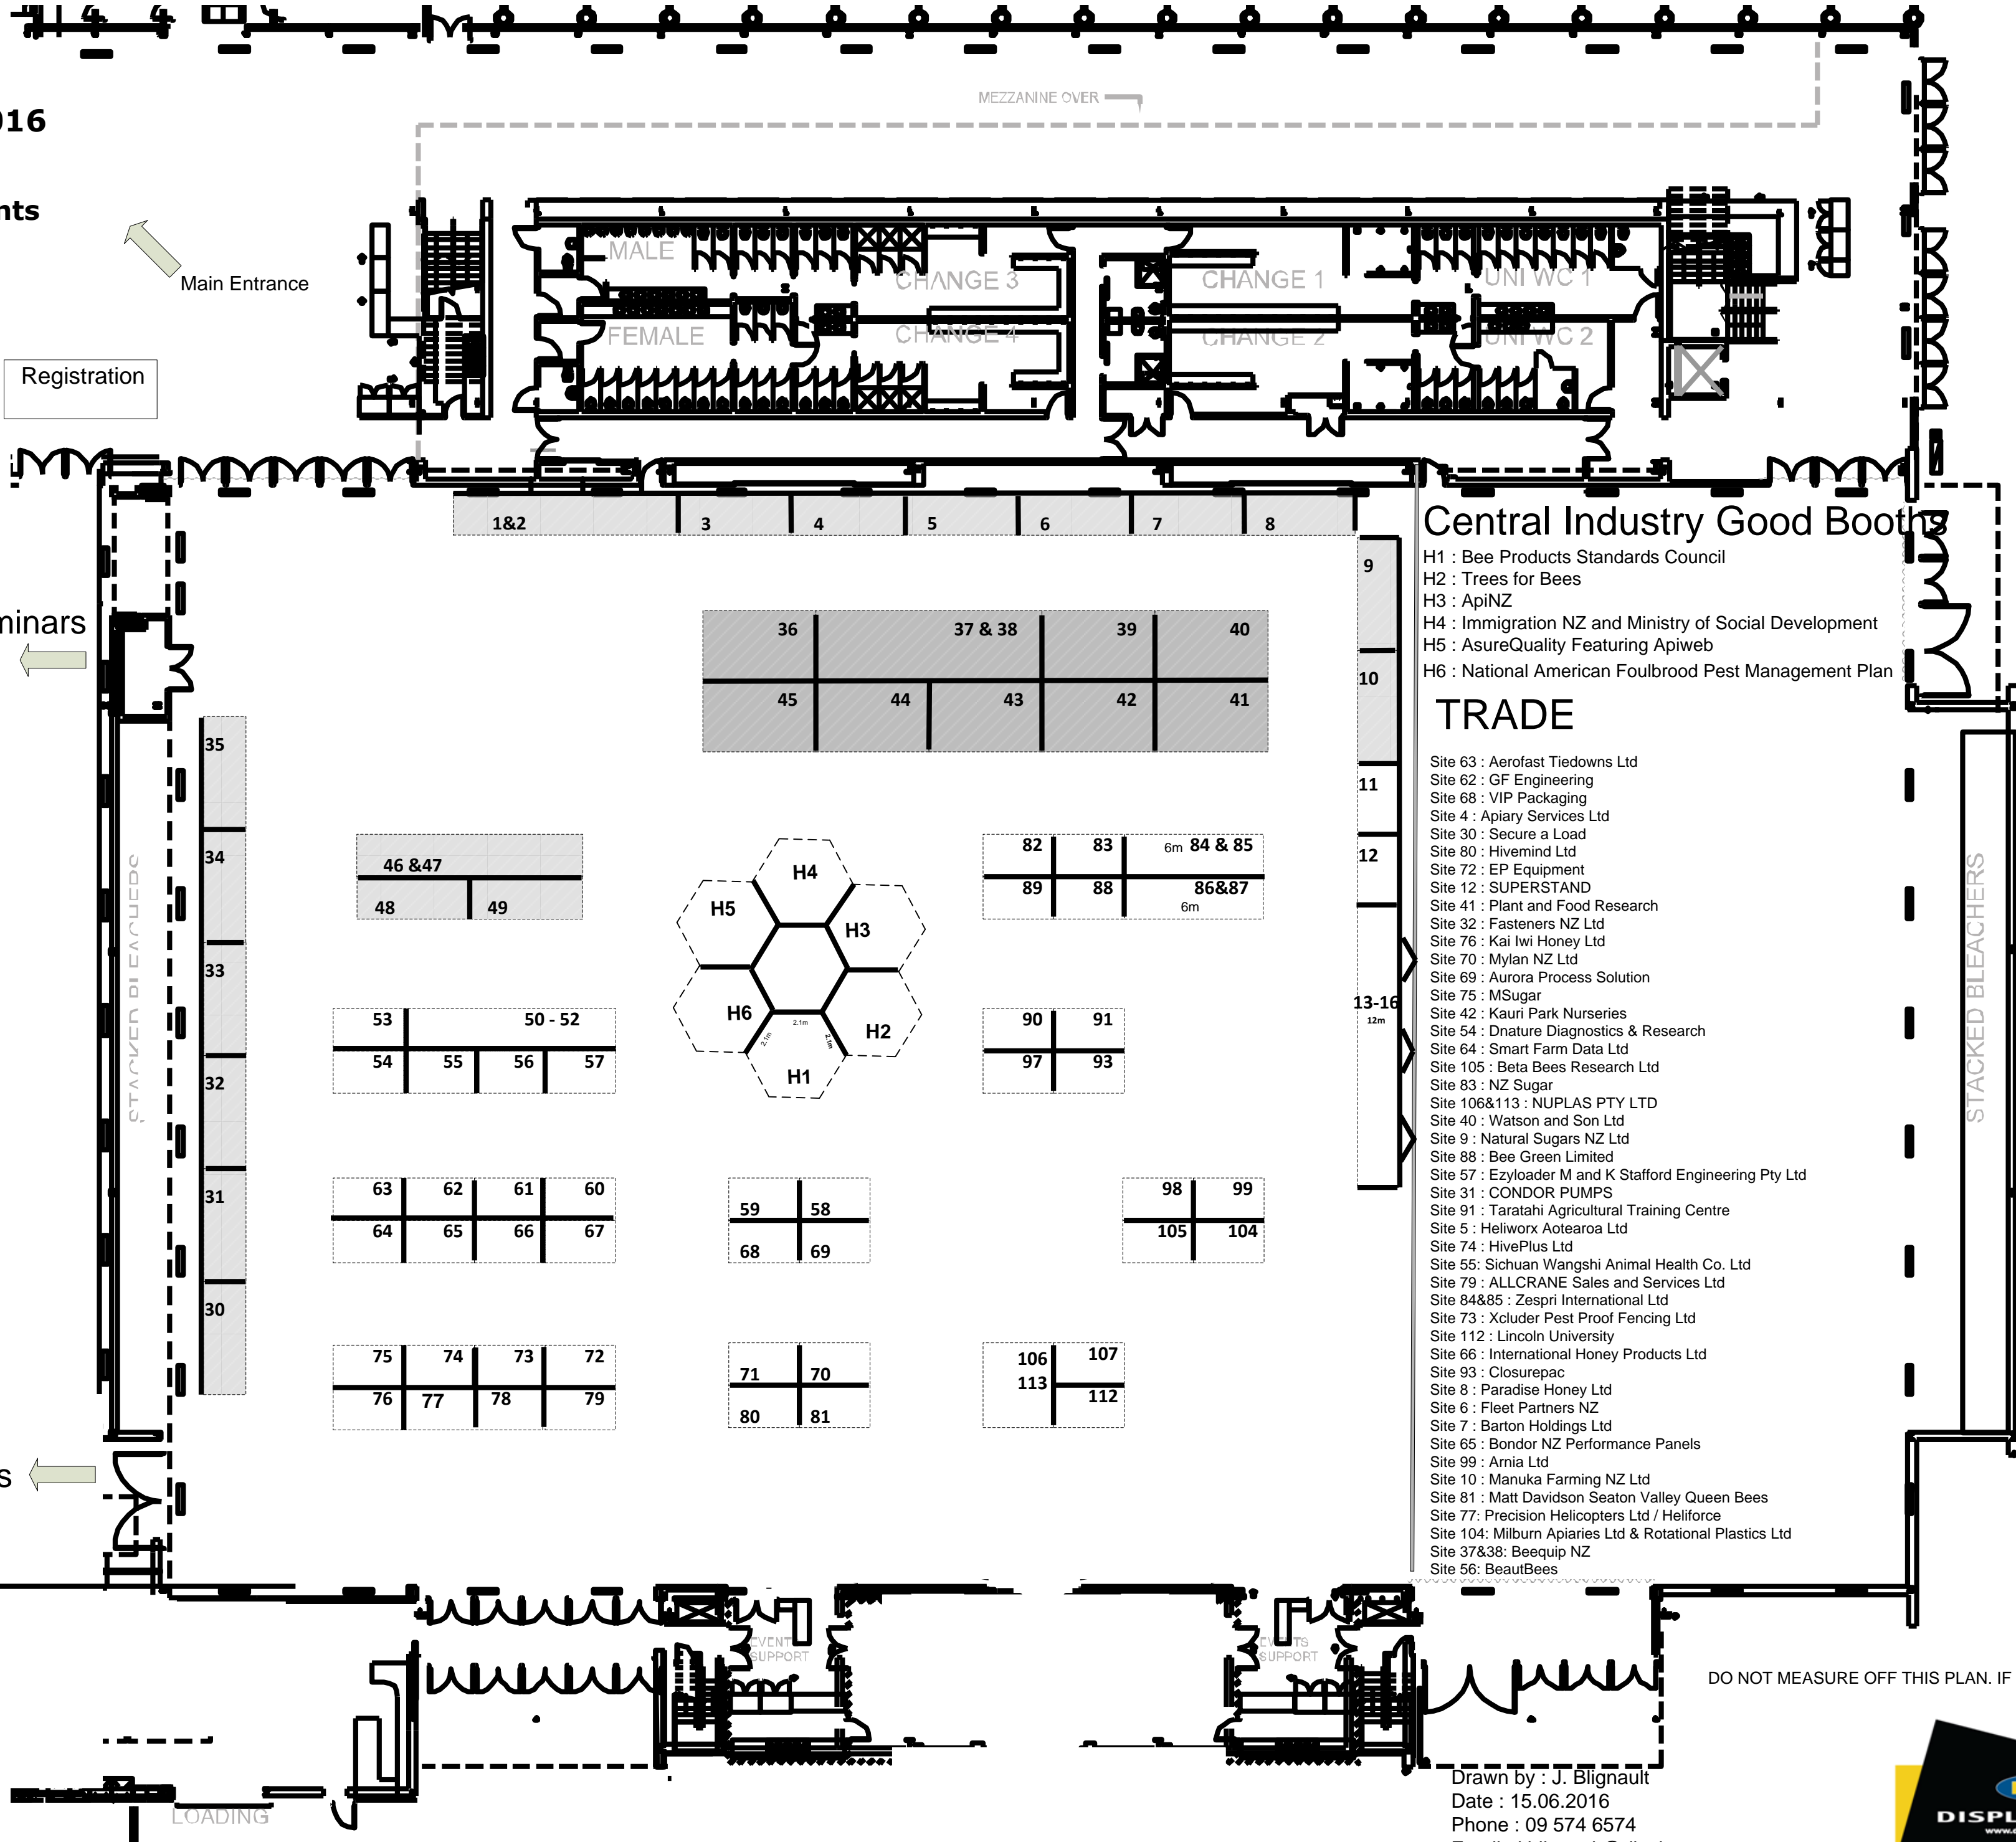 MEZZANINE OVER
016
nts
Main Entrance
Registration
MALE
FEMALE
CHANGE 3
CHANGE 4
CHANGE 1
CHANGE 2
UNI WC 1
UNI WC 2
1&2
3
4
5
6
7
8
9
10
11
12
13-16
12m
minars
36
37 & 38
39
40
45
44
43
42
41
35
34
33
32
31
30
STACKED BLEACHERS
46 &47
48
49
H4
H5
H3
H6
H2
H1
2.1m
2.1m
2.1m
82
83
6m 84 & 85
89
88
86&87
6m
53
50 - 52
54
55
56
57
90
91
97
93
63
62
61
60
64
65
66
67
59
58
68
69
98
99
105
104
75
74
73
72
76
77
78
79
71
70
80
81
106
107
113
112
s
Central Industry Good Booths
H1 : Bee Products Standards Council
H2 : Trees for Bees
H3 : ApiNZ
H4 : Immigration NZ and Ministry of Social Development
H5 : AsureQuality Featuring Apiweb
H6 : National American Foulbrood Pest Management Plan
TRADE
Site 63 : Aerofast Tiedowns Ltd
Site 62 : GF Engineering
Site 68 : VIP Packaging
Site 4 : Apiary Services Ltd
Site 30 : Secure a Load
Site 80 : Hivemind Ltd
Site 72 : EP Equipment
Site 12 : SUPERSTAND
Site 41 : Plant and Food Research
Site 32 : Fasteners NZ Ltd
Site 76 : Kai Iwi Honey Ltd
Site 70 : Mylan NZ Ltd
Site 69 : Aurora Process Solution
Site 75 : MSugar
Site 42 : Kauri Park Nurseries
Site 54 : Dnature Diagnostics & Research
Site 64 : Smart Farm Data Ltd
Site 105 : Beta Bees Research Ltd
Site 83 : NZ Sugar
Site 106&113 : NUPLAS PTY LTD
Site 40 : Watson and Son Ltd
Site 9 : Natural Sugars NZ Ltd
Site 88 : Bee Green Limited
Site 57 : Ezyloader M and K Stafford Engineering Pty Ltd
Site 31 : CONDOR PUMPS
Site 91 : Taratahi Agricultural Training Centre
Site 5 : Heliworx Aotearoa Ltd
Site 74 : HivePlus Ltd
Site 55: Sichuan Wangshi Animal Health Co. Ltd
Site 79 : ALLCRANE Sales and Services Ltd
Site 84&85 : Zespri International Ltd
Site 73 : Xcluder Pest Proof Fencing Ltd
Site 112 : Lincoln University
Site 66 : International Honey Products Ltd
Site 93 : Closurepac
Site 8 : Paradise Honey Ltd
Site 6 : Fleet Partners NZ
Site 7 : Barton Holdings Ltd
Site 65 : Bondor NZ Performance Panels
Site 99 : Arnia Ltd
Site 10 : Manuka Farming NZ Ltd
Site 81 : Matt Davidson Seaton Valley Queen Bees
Site 77: Precision Helicopters Ltd / Heliforce
Site 104: Milburn Apiaries Ltd & Rotational Plastics Ltd
Site 37&38: Beequip NZ
Site 56: BeautBees
STACKED BLEACHERS
EVENTS
SUPPORT
EVENTS
SUPPORT
LOADING
DO NOT MEASURE OFF THIS PLAN. IF
Drawn by : J. Blignault
Date : 15.06.2016
Phone : 09 574 6574
DISPL